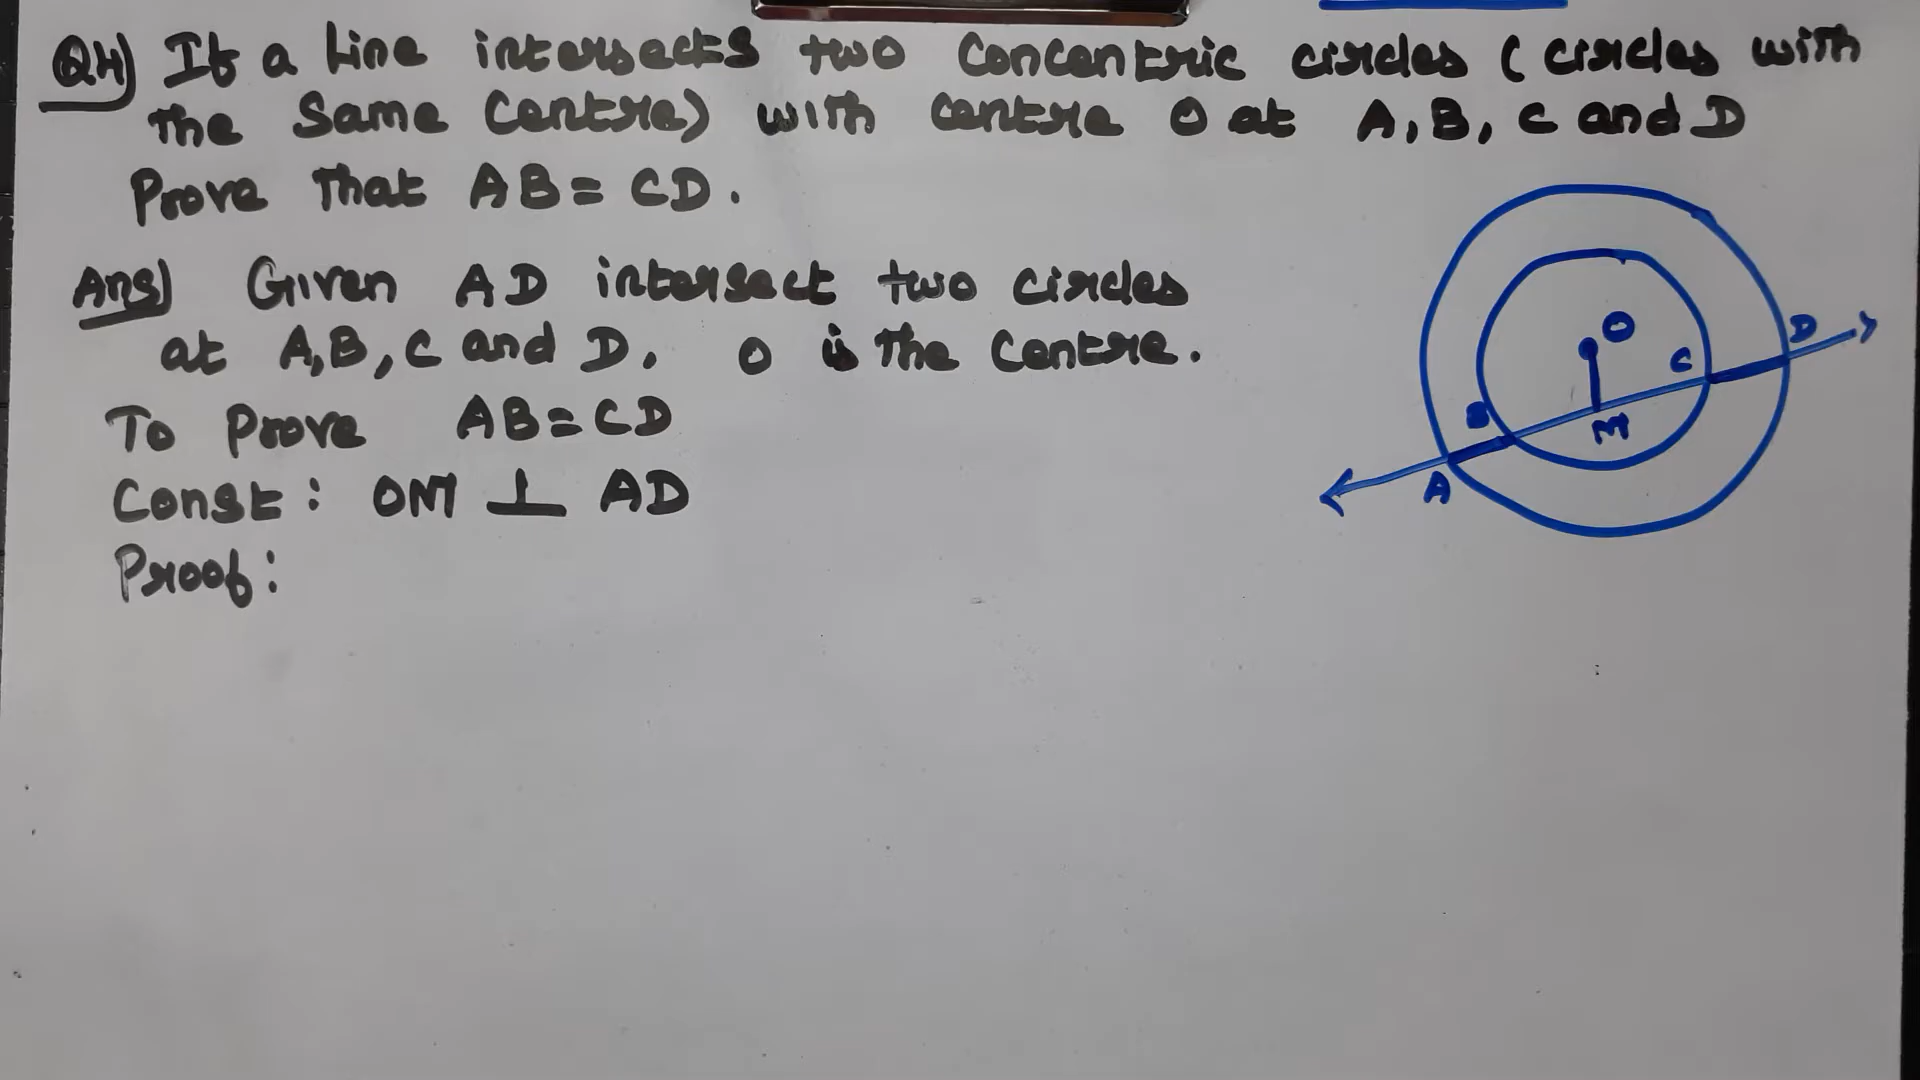 Q4) If a line intersects two concentric circles (circles with
the same centre) with centre O at A, B, C and D
Prove that AB = CD.
Ans) Given AD intersect two circles
at A, B, C and D. O is the centre.
To Prove AB = CD
Const: OM ⊥ AD
Proof:
O
D
C
B
M
A